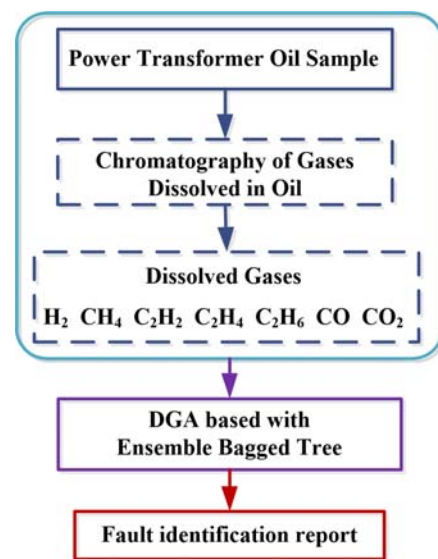 Power Transformer Oil Sample
Chromatography of Gases
Dissolved in Oil
Dissolved Gases
H₂ CH₄ C₂H₂ C₂H₄ C₂H₆ CO CO₂
DGA based with
Ensemble Bagged Tree
Fault identification report